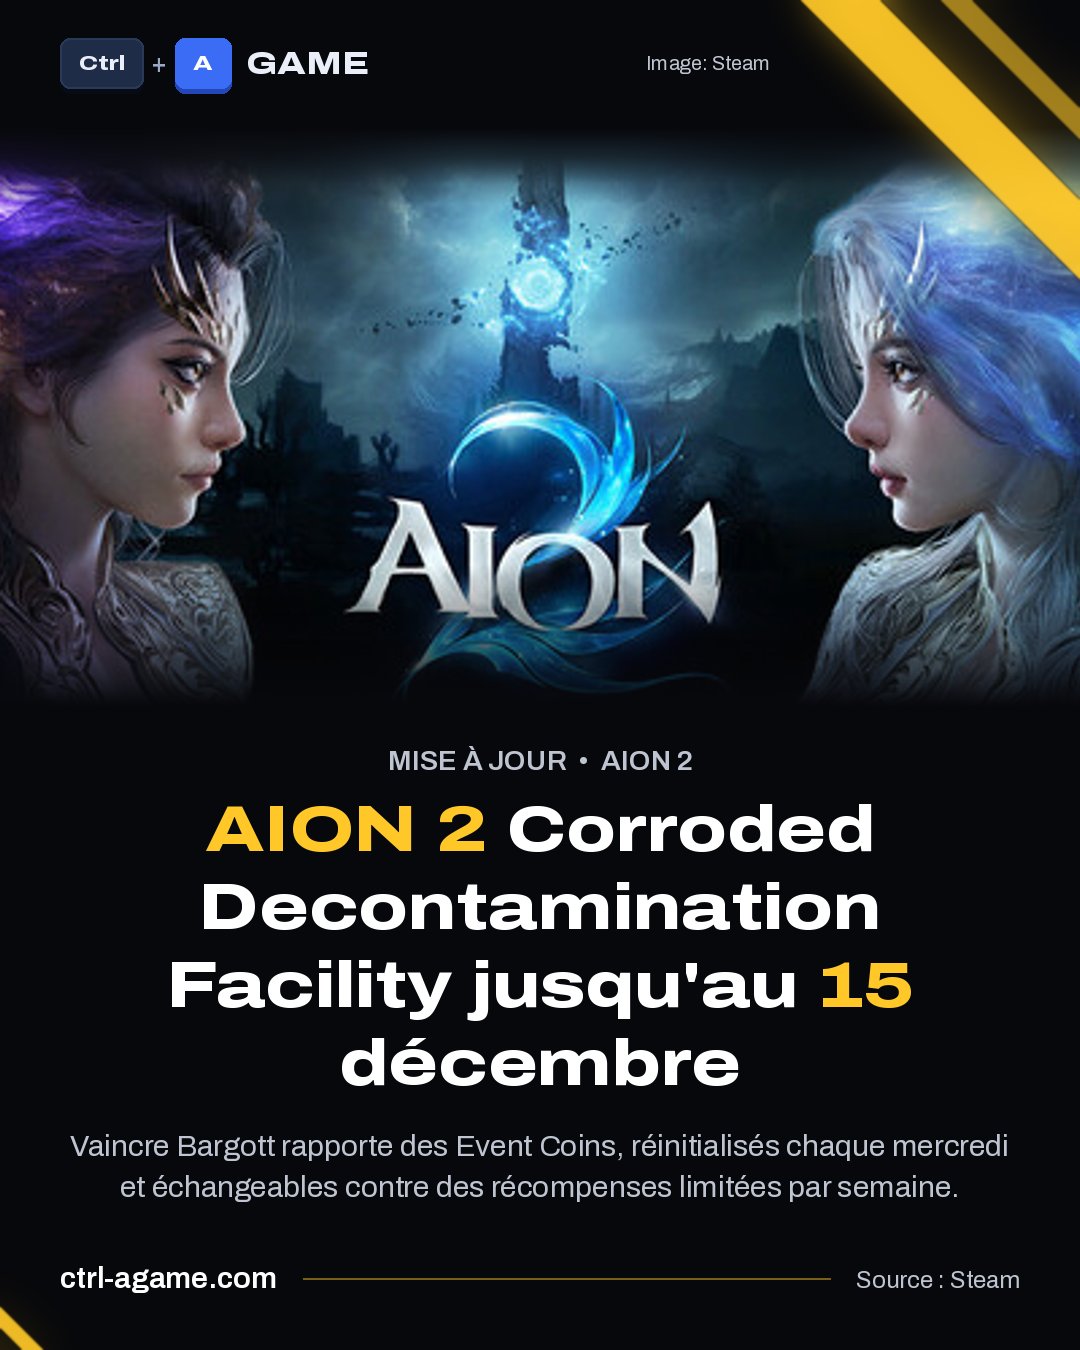 Ctrl + A GAME
Image: Steam
AION 2
MISE À JOUR • AION 2
AION 2 Corroded
Decontamination
Facility jusqu'au 15
décembre
Vaincre Bargott rapporte des Event Coins, réinitialisés chaque mercredi
et échangeables contre des récompenses limitées par semaine.
ctrl-agame.com
Source : Steam